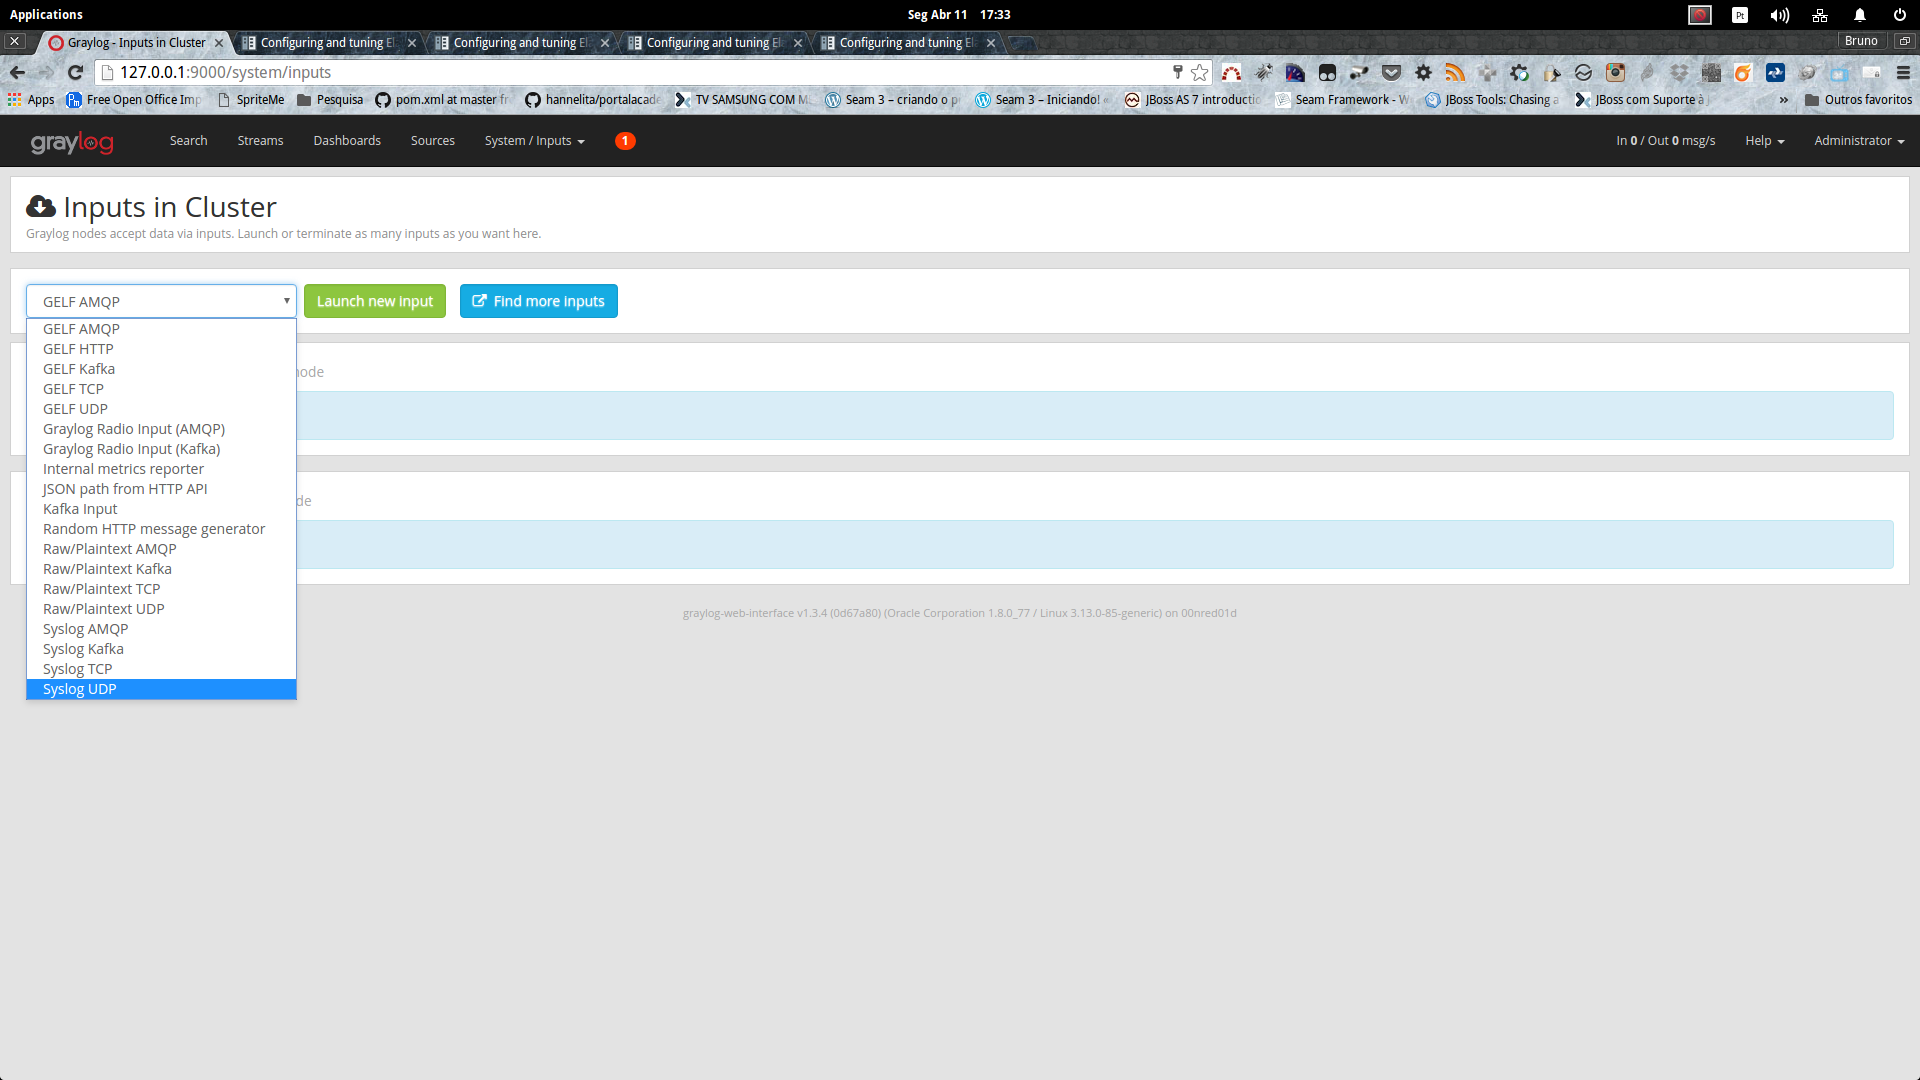 Applications
Seg Abr 11 17:33
Pt
Graylog - Inputs in Cluster
Configuring and tuning El
Configuring and tuning El
Configuring and tuning El
Configuring and tuning El
Bruno
127.0.0.1:9000/system/inputs
Apps
Free Open Office Imp
SpriteMe
Pesquisa
pom.xml at master fr
hannelita/portalacade
TV SAMSUNG COM M
Seam 3 – criando o p
Seam 3 – Iniciando! «
JBoss AS 7 introductio
Seam Framework - W
JBoss Tools: Chasing a
JBoss com Suporte à
»
Outros favoritos
graylog
Search
Streams
Dashboards
Sources
System / Inputs
1
In 0 / Out 0 msg/s
Help
Administrator
Inputs in Cluster
Graylog nodes accept data via inputs. Launch or terminate as many inputs as you want here.
GELF AMQP
Launch new input
Find more inputs
GELF AMQP
GELF HTTP
GELF Kafka
GELF TCP
GELF UDP
Graylog Radio Input (AMQP)
Graylog Radio Input (Kafka)
Internal metrics reporter
JSON path from HTTP API
Kafka Input
Random HTTP message generator
Raw/Plaintext AMQP
Raw/Plaintext Kafka
Raw/Plaintext TCP
Raw/Plaintext UDP
Syslog AMQP
Syslog Kafka
Syslog TCP
Syslog UDP
node
de
graylog-web-interface v1.3.4 (0d67a80) (Oracle Corporation 1.8.0_77 / Linux 3.13.0-85-generic) on 00nred01d